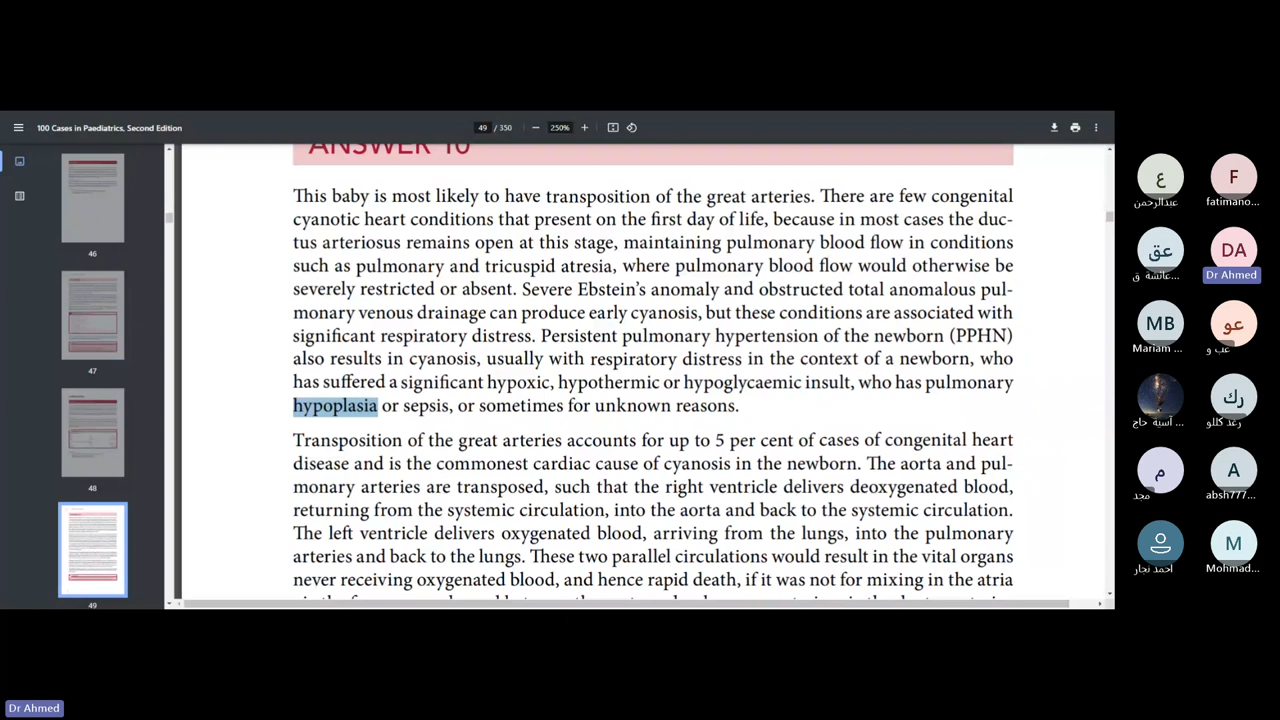 100 Cases in Paediatrics, Second Edition
49 / 350
250%
46
47
48
49
ANSWER 10
This baby is most likely to have transposition of the great arteries. There are few congenital
cyanotic heart conditions that present on the first day of life, because in most cases the duc-
tus arteriosus remains open at this stage, maintaining pulmonary blood flow in conditions
such as pulmonary and tricuspid atresia, where pulmonary blood flow would otherwise be
severely restricted or absent. Severe Ebstein’s anomaly and obstructed total anomalous pul-
monary venous drainage can produce early cyanosis, but these conditions are associated with
significant respiratory distress. Persistent pulmonary hypertension of the newborn (PPHN)
also results in cyanosis, usually with respiratory distress in the context of a newborn, who
has suffered a significant hypoxic, hypothermic or hypoglycaemic insult, who has pulmonary
hypoplasia or sepsis, or sometimes for unknown reasons.
Transposition of the great arteries accounts for up to 5 per cent of cases of congenital heart
disease and is the commonest cardiac cause of cyanosis in the newborn. The aorta and pul-
monary arteries are transposed, such that the right ventricle delivers deoxygenated blood,
returning from the systemic circulation, into the aorta and back to the systemic circulation.
The left ventricle delivers oxygenated blood, arriving from the lungs, into the pulmonary
arteries and back to the lungs. These two parallel circulations would result in the vital organs
never receiving oxygenated blood, and hence rapid death, if it was not for mixing in the atria
ع
عبدالرحمن
F
fatimano...
عق
عائشة ق...
DA
Dr Ahmed
MB
Mariam ...
عو
عب و
آسية حاج ...
رك
رغد كللو
م
مجد
A
absh777...
احمد نجار
M
Mohmad...
Dr Ahmed